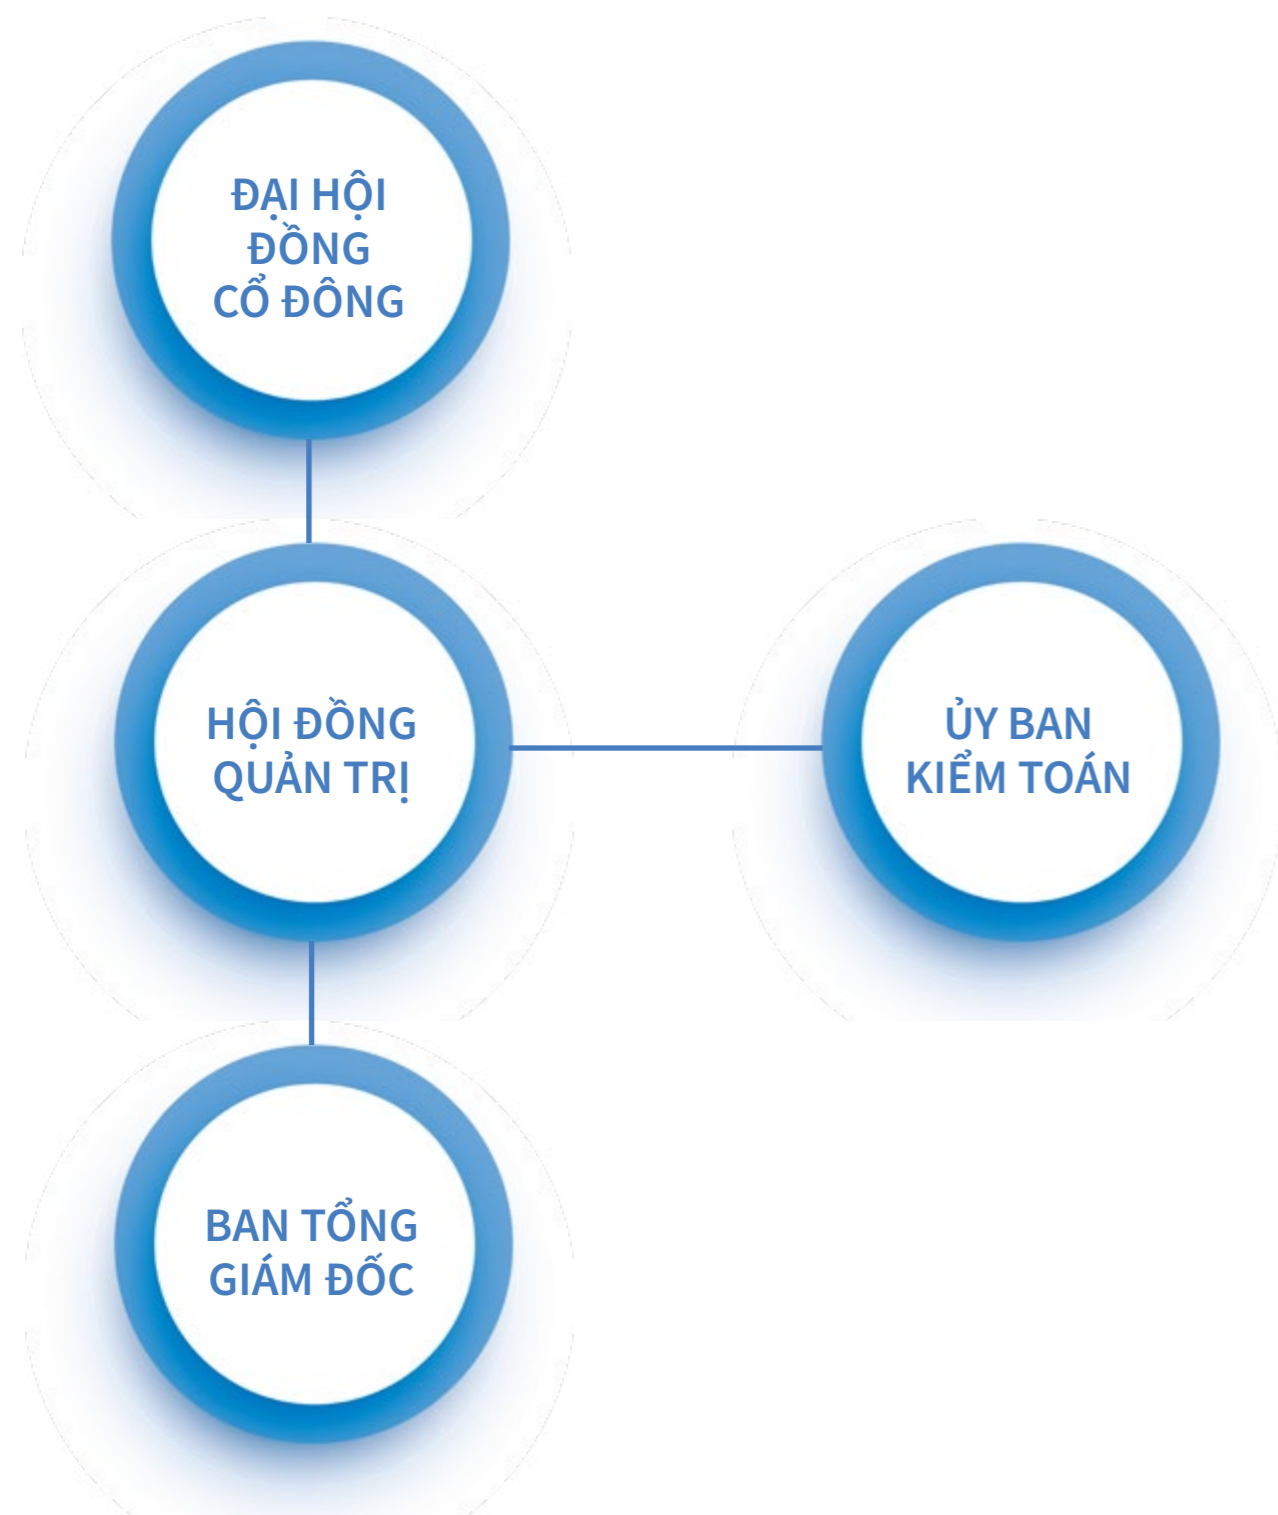 ĐẠI HỘI
ĐỒNG
CỔ ĐÔNG
HỘI ĐỒNG
QUẢN TRỊ
ỦY BAN
KIỂM TOÁN
BAN TỔNG
GIÁM ĐỐC